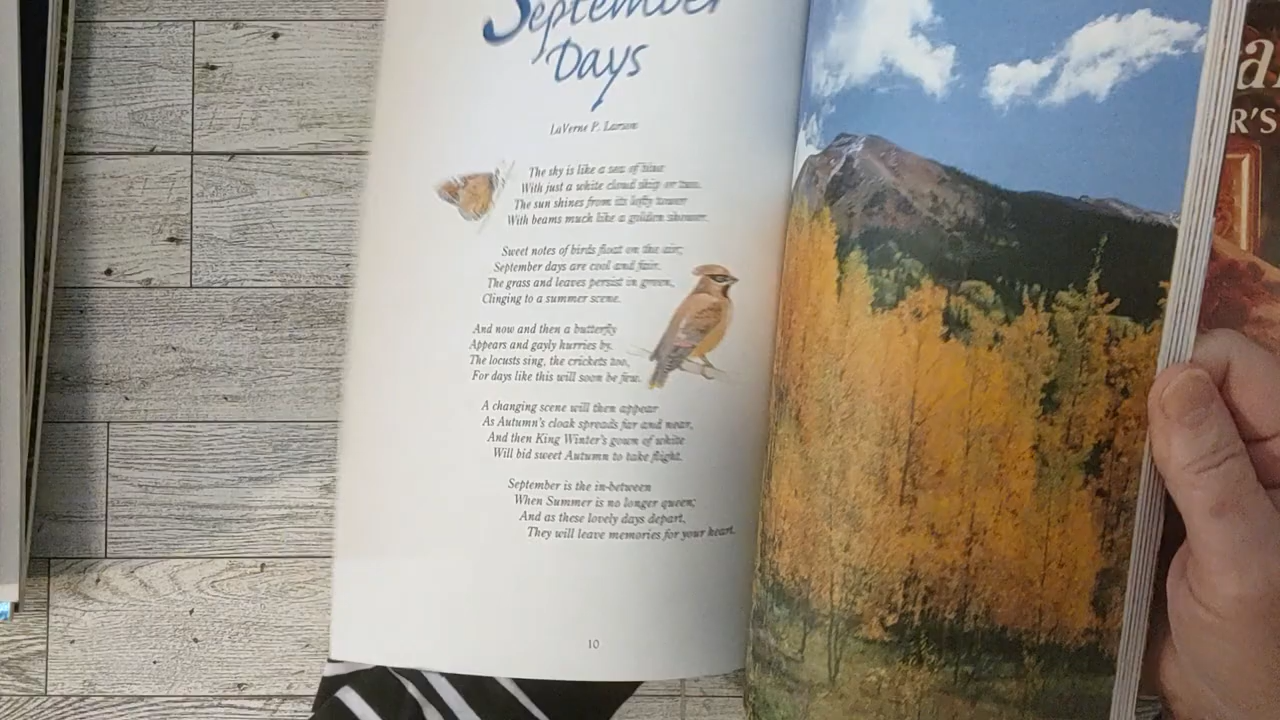 September
Days
LaVerne P. Larson
The sky is like a sea of blue
With just a white cloud ship or two.
The sun shines from its lofty tower
With beams much like a golden shower.
Sweet notes of birds float on the air;
September days are cool and fair.
The grass and leaves persist in green,
Clinging to a summer scene.
And now and then a butterfly
Appears and gayly hurries by.
The locusts sing, the crickets too,
For days like this will soon be few.
A changing scene will then appear
As Autumn's cloak spreads far and near,
And then King Winter's gown of white
Will bid sweet Autumn to take flight.
September is the in-between
When Summer is no longer queen;
And as these lovely days depart,
They will leave memories for your heart.
10
R'S